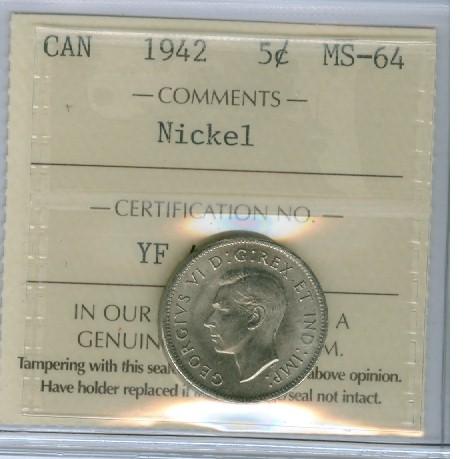 CAN 1942 5¢ MS-64
— COMMENTS —
Nickel
— CERTIFICATION NO. —
YF
GEORGIVS VI D:G:REX ET IND:IMP:
IN OUR A
GENUIN M.
Tampering with this seal above opinion.
Have holder replaced if seal not intact.